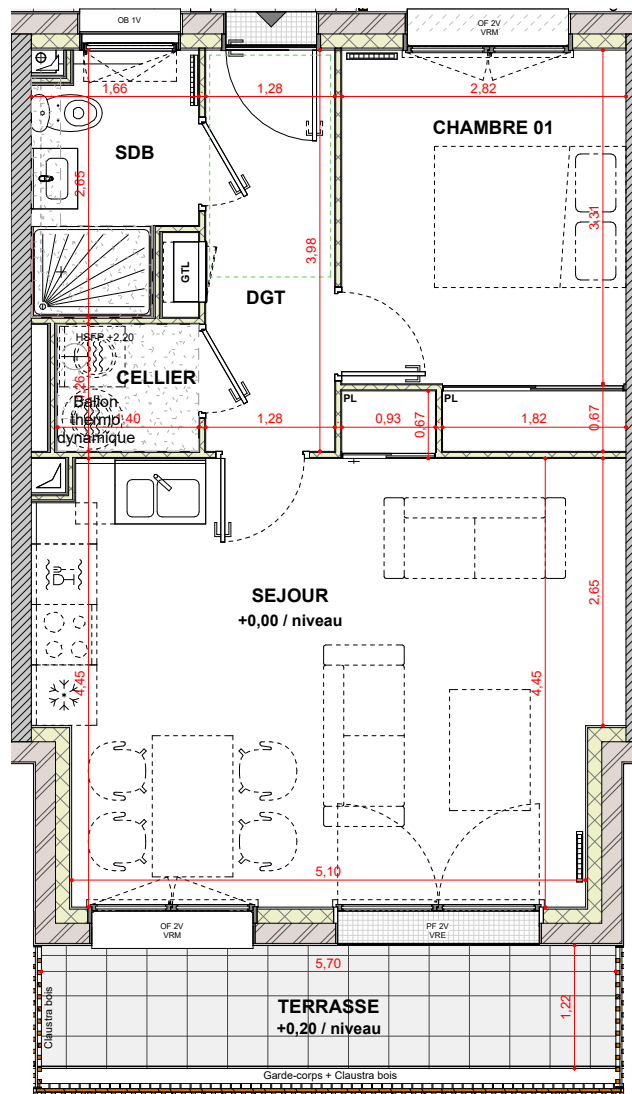 OB 1V
OF 2V
VRM
1,66
1,28
2,82
CHAMBRE 01
SDB
2,65
3,31
3,98
GTL
DGT
HSFP +2,20
CELLIER
1,26
Ballon
thermo
dynamique
1,40
1,28
PL
0,93
0,67
PL
1,82
0,67
SEJOUR
+0,00 / niveau
2,65
4,45
4,45
5,10
OF 2V
VRM
PF 2V
VRE
5,70
Claustra bois
TERRASSE
+0,20 / niveau
1,22
Garde-corps + Claustra bois